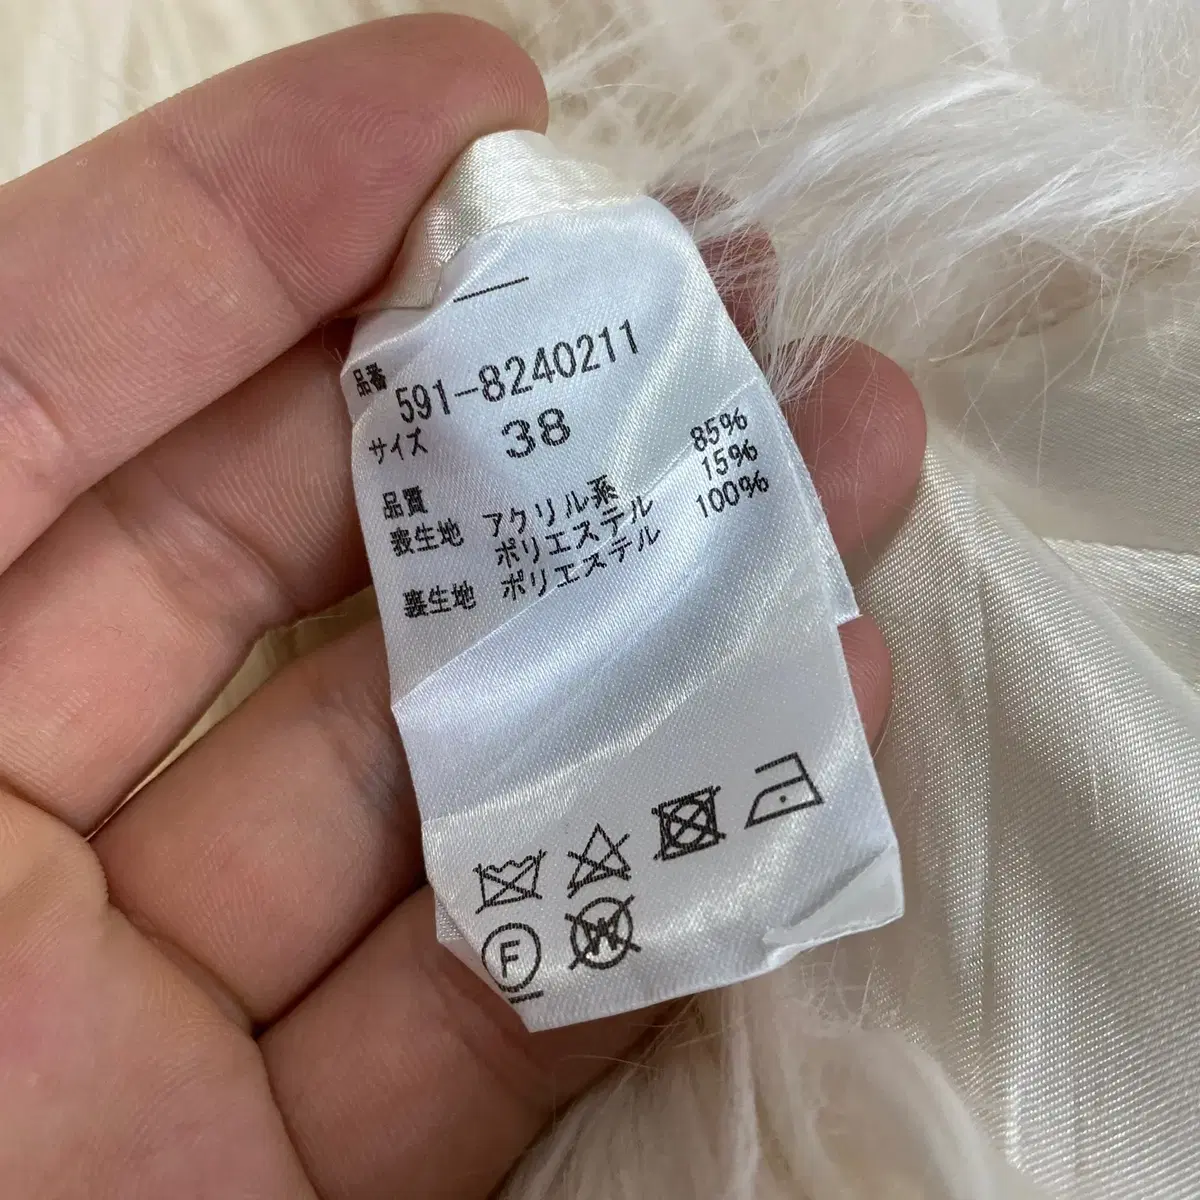 品番 591-8240211
サイズ 38
品質
表生地 アクリル系 85%
ポリエステル 15%
裏生地 ポリエステル 100%
F
W